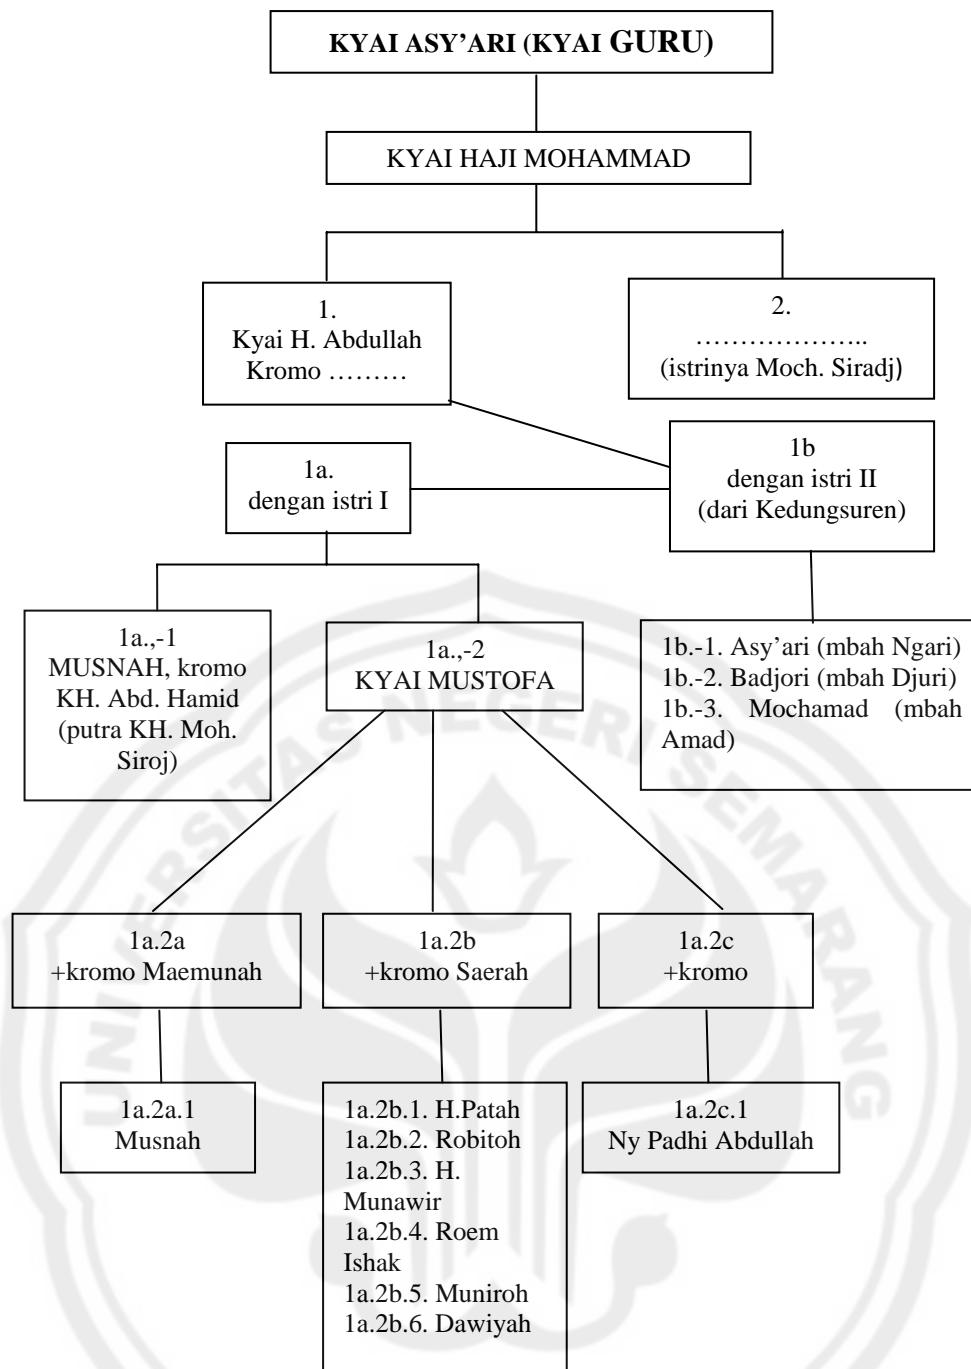 KYAI ASY’ARI (KYAI GURU)
KYAI HAJI MOHAMMAD
1.
Kyai H. Abdullah
Kromo ………
2.
………………..
(istrinya Moch. Siradj)
1a.
dengan istri I
1b
dengan istri II
(dari Kedungsuren)
1a.,-1
MUSNAH, kromo
KH. Abd. Hamid
(putra KH. Moh.
Siroj)
1a.,-2
KYAI MUSTOFA
1b.-1. Asy’ari (mbah Ngari)
1b.-2. Badjori (mbah Djuri)
1b.-3. Mochamad (mbah
Amad)
1a.2a
+kromo Maemunah
1a.2b
+kromo Saerah
1a.2c
+kromo
1a.2a.1
Musnah
1a.2b.1. H.Patah
1a.2b.2. Robitoh
1a.2b.3. H.
Munawir
1a.2b.4. Roem
Ishak
1a.2b.5. Muniroh
1a.2b.6. Dawiyah
1a.2c.1
Ny Padhi Abdullah
UNIVERSITAS NEGERI SEMARANG